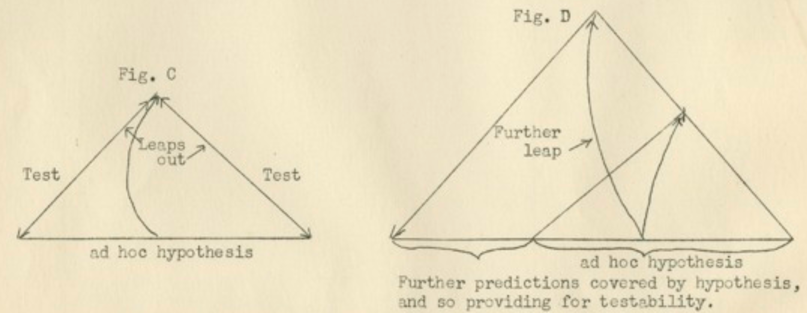 Fig. C
Leaps
out
Test
Test
ad hoc hypothesis
Fig. D
Further
leap
ad hoc hypothesis
Further predictions covered by hypothesis,
and so providing for testability.